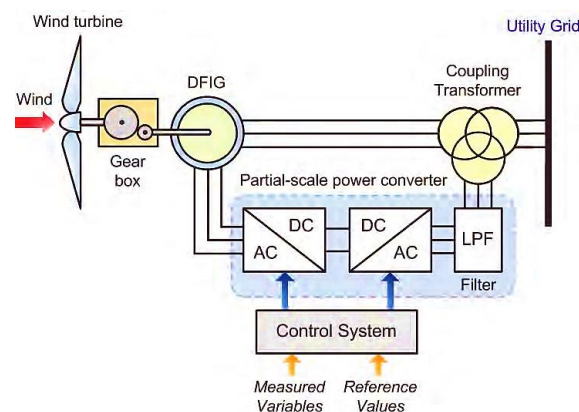 Wind turbine
Utility Grid
DFIG
Coupling
Transformer
Wind
Gear
box
Partial-scale power converter
DC
DC
LPF
AC
AC
Filter
Control System
Measured
Variables
Reference
Values